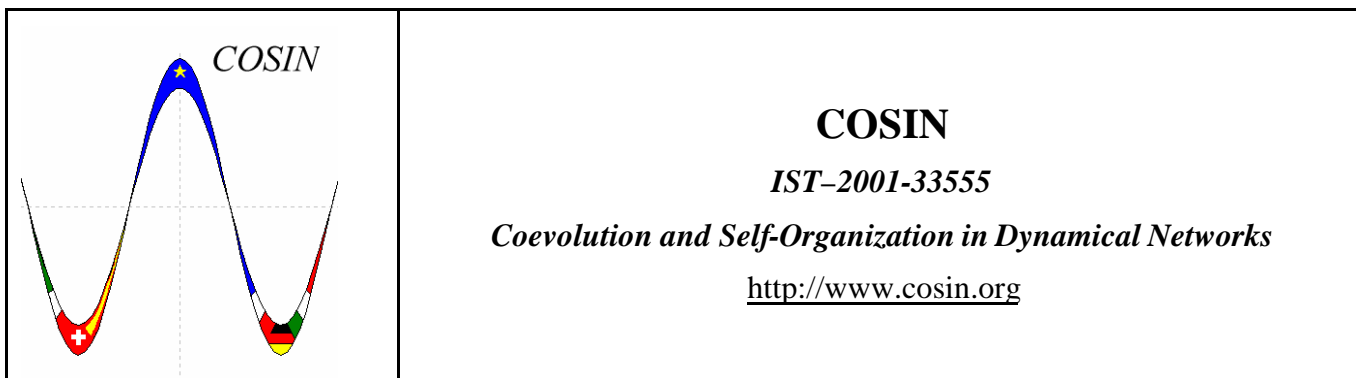 COSIN
COSIN
IST–2001-33555
Coevolution and Self-Organization in Dynamical Networks
http://www.cosin.org